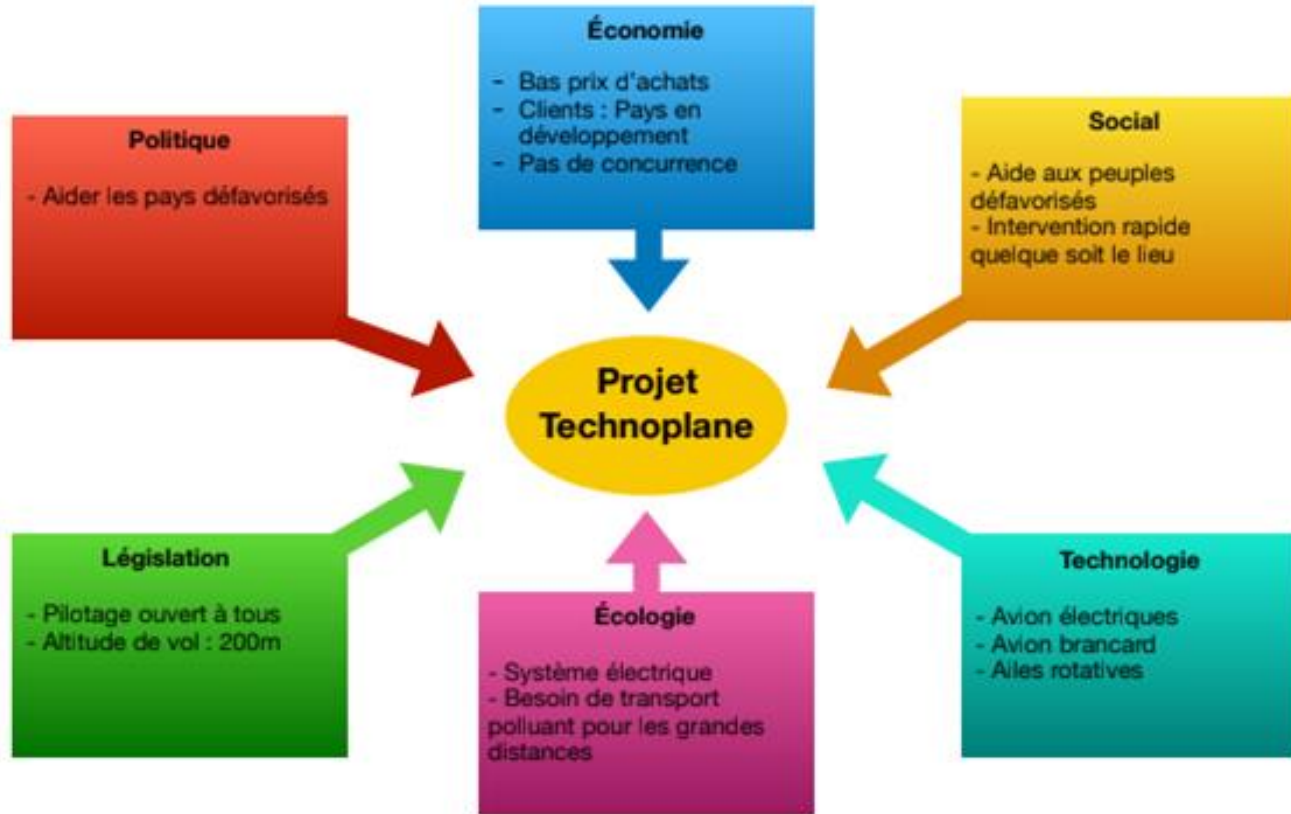 Économie
- Bas prix d'achats
- Clients : Pays en
développement
- Pas de concurrence
Politique
- Aider les pays défavorisés
Social
- Aide aux peuples
défavorisés
- Intervention rapide
quelque soit le lieu
Projet
Technoplane
Législation
- Pilotage ouvert à tous
- Altitude de vol : 200m
Écologie
- Système électrique
- Besoin de transport
polluant pour les grandes
distances
Technologie
- Avion électriques
- Avion brancard
- Ailes rotatives